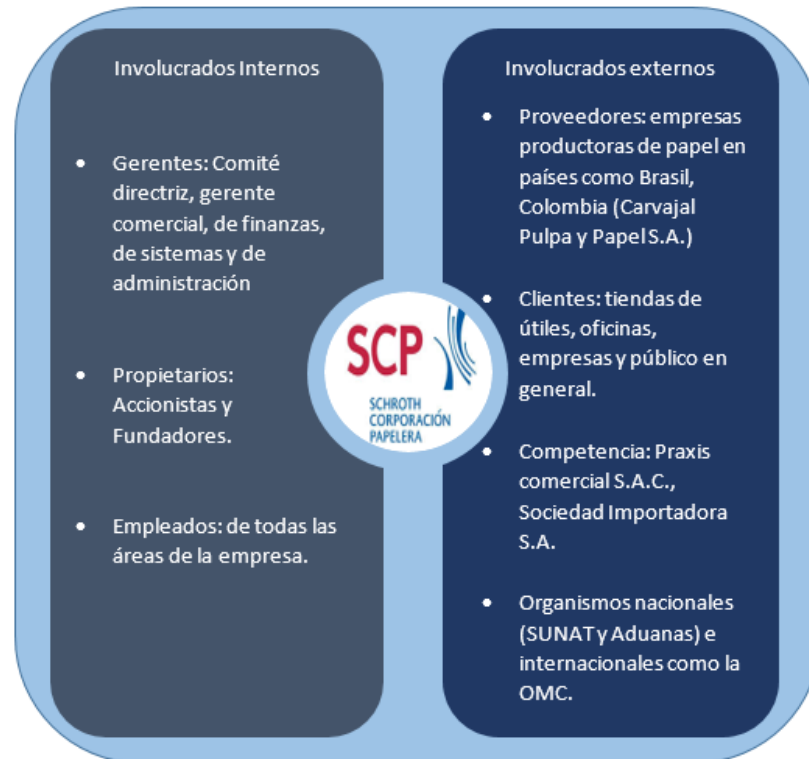 Involucrados Internos
• Gerentes: Comité
directriz, gerente
comercial, de finanzas,
de sistemas y de
administración
• Propietarios:
Accionistas y
Fundadores.
• Empleados: de todas las
áreas de la empresa.
SCP
SCHROTH
CORPORACIÓN
PAPELERA
Involucrados externos
• Proveedores: empresas
productoras de papel en
países como Brasil,
Colombia (Carvajal
Pulpa y Papel S.A.)
• Clientes: tiendas de
útiles, oficinas,
empresas y público en
general.
• Competencia: Praxis
comercial S.A.C.,
Sociedad Importadora
S.A.
• Organismos nacionales
(SUNAT y Aduanas) e
internacionales como la
OMC.